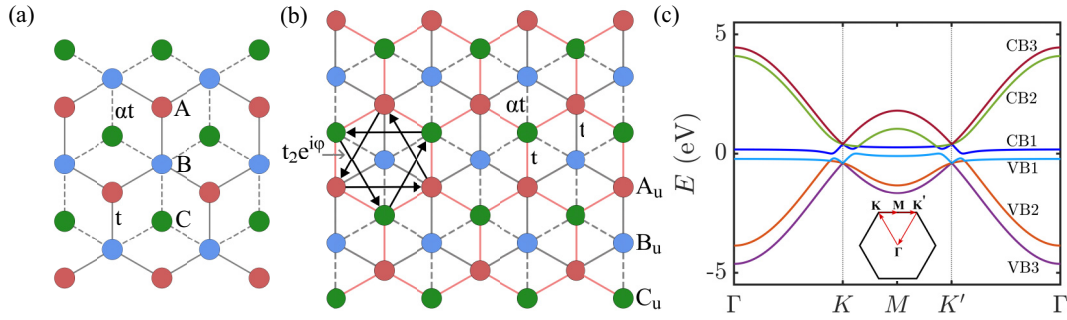 (a)
αt
A
B
t
C
(b)
αt
t
t₂eⁱᵠ
t
Aᵤ
Bᵤ
Cᵤ
(c)
E (eV)
5
0
-5
CB3
CB2
CB1
VB1
VB2
VB3
K M K'
Γ
Γ K M K' Γ